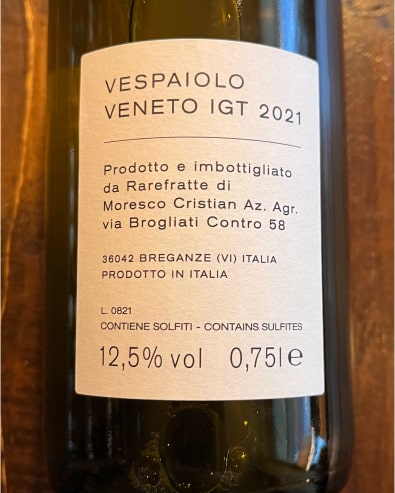 VESPAIOLO
VENETO IGT 2021
Prodotto e imbottigliato
da Rarefratte di
Moresco Cristian Az. Agr.
via Brogliati Contro 58
36042 BREGANZE (VI) ITALIA
PRODOTTO IN ITALIA
L. 0821
CONTIENE SOLFITI - CONTAINS SULFITES
12,5% vol 0,75l e